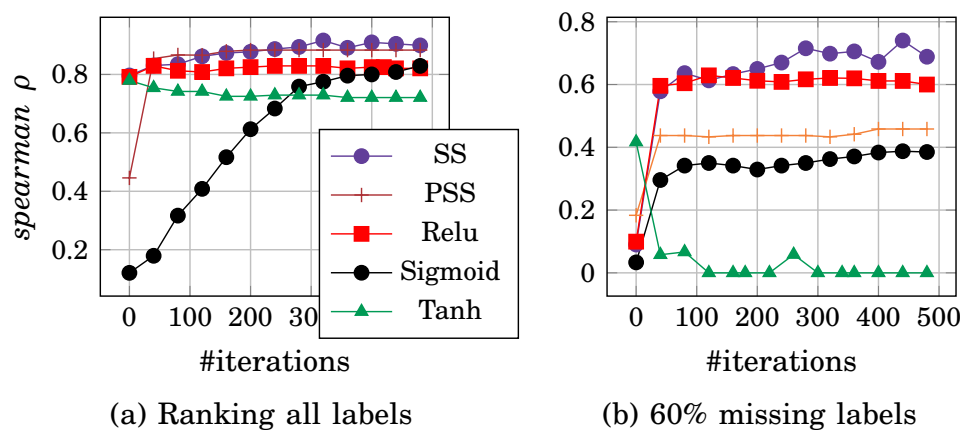 spearman ρ
0.8
0.6
0.4
0.2
0 100 200 300
SS
PSS
Relu
Sigmoid
Tanh
#iterations
(a) Ranking all labels
0.8
0.6
0.4
0.2
0
0 100 200 300 400 500
#iterations
(b) 60% missing labels